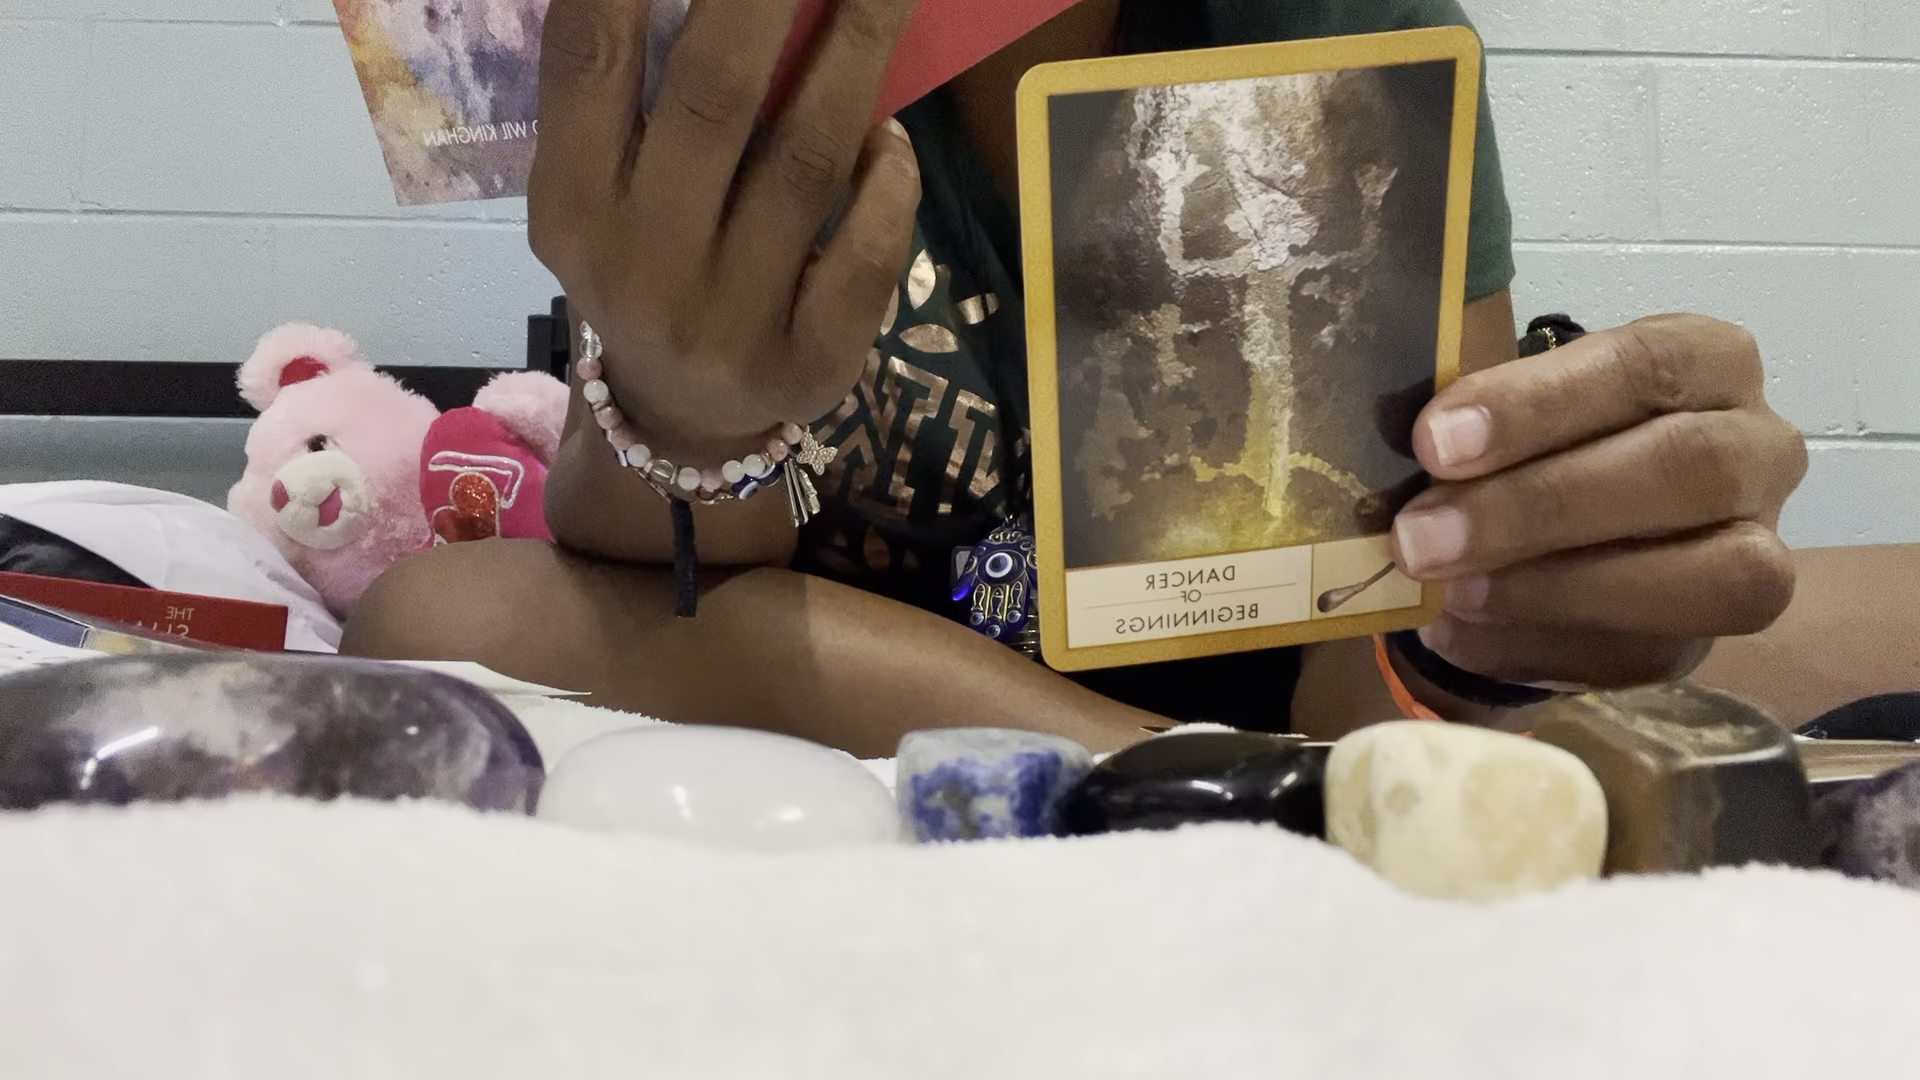 D WIL KINGHAN
DANCER
OF
BEGINNINGS
THE